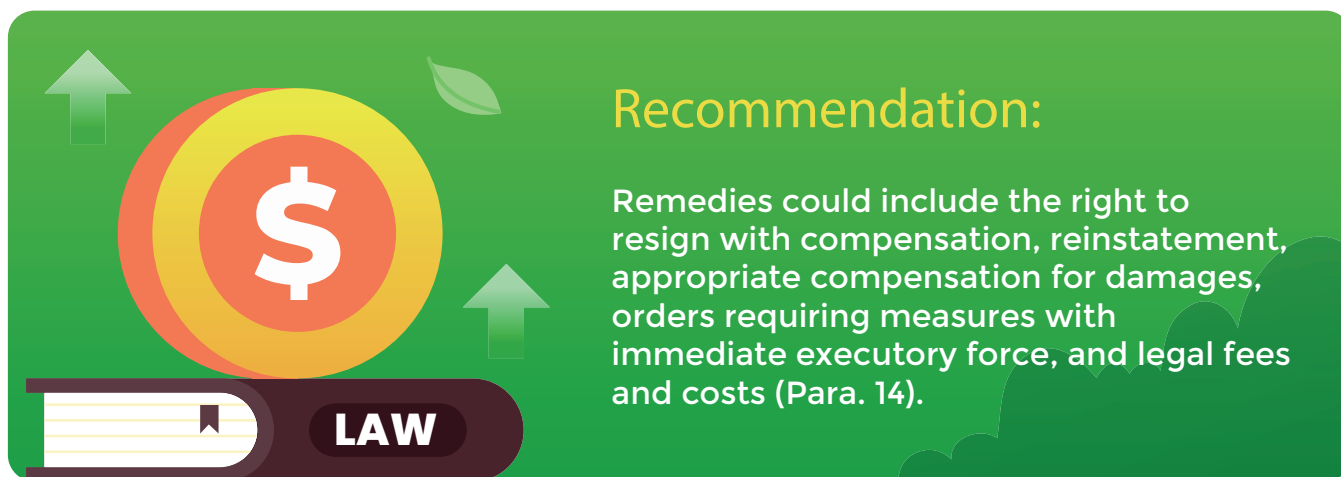 Recommendation:
Remedies could include the right to
resign with compensation, reinstatement,
appropriate compensation for damages,
orders requiring measures with
immediate executory force, and legal fees
and costs (Para. 14).
$
LAW